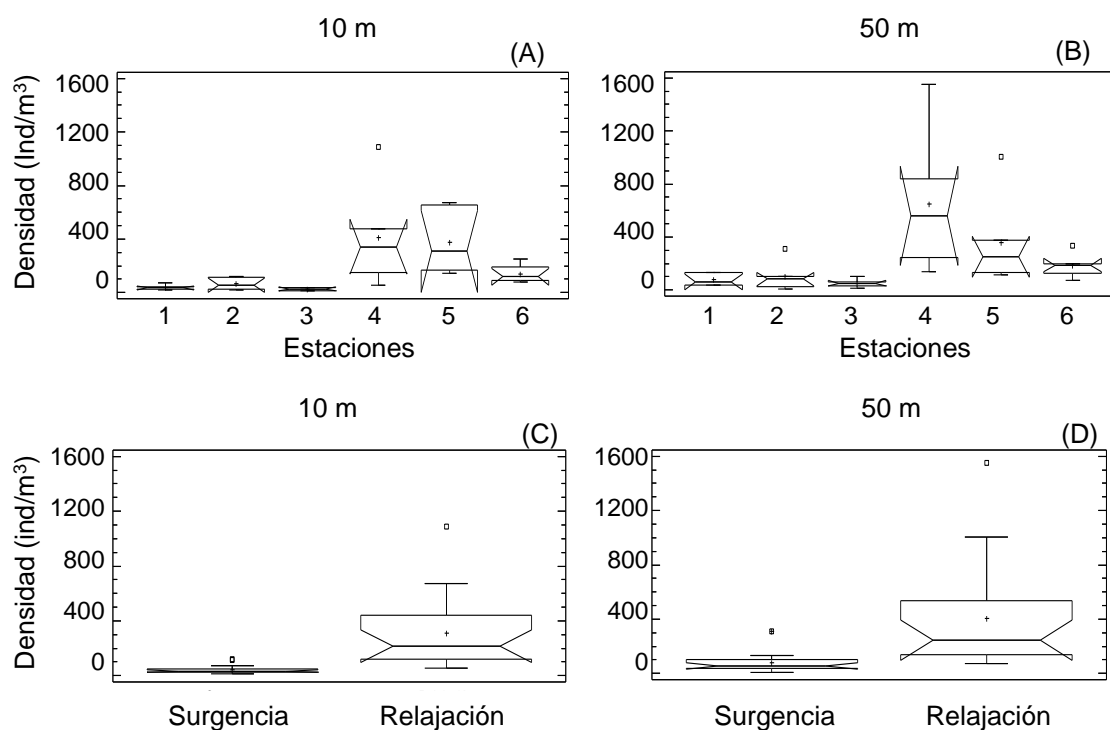 10 m
50 m
(A)
(B)
Densidad (Ind/m³)
1600
1200
800
400
0
1600
1200
800
400
0
1 2 3 4 5 6
1 2 3 4 5 6
Estaciones
Estaciones
10 m
50 m
(C)
(D)
Densidad (ind/m³)
1600
1200
800
400
0
1600
1200
800
400
0
Surgencia Relajación
Surgencia Relajación